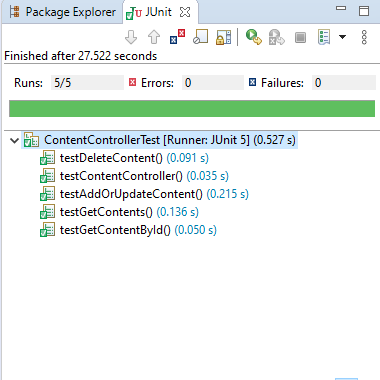 Package Explorer JUnit
Finished after 27.522 seconds
Runs: 5/5 Errors: 0 Failures: 0
ContentControllerTest [Runner: JUnit 5] (0.527 s)
testDeleteContent() (0.091 s)
testContentController() (0.035 s)
testAddOrUpdateContent() (0.215 s)
testGetContents() (0.136 s)
testGetContentById() (0.050 s)